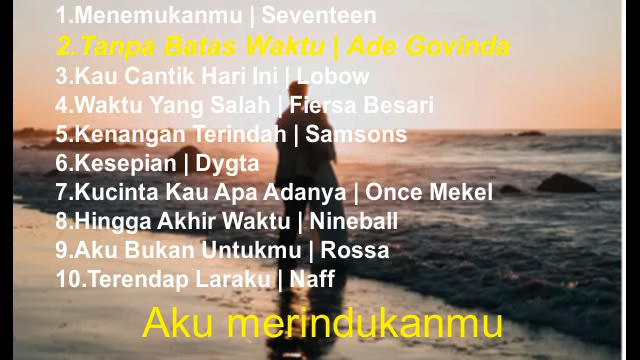 1.Menemukanmu | Seventeen
2.Tanpa Batas Waktu | Ade Govinda
3.Kau Cantik Hari Ini | Lobow
4.Waktu Yang Salah | Fiersa Besari
5.Kenangan Terindah | Samsons
6.Kesepian | Dygta
7.Kucinta Kau Apa Adanya | Once Mekel
8.Hingga Akhir Waktu | Nineball
9.Aku Bukan Untukmu | Rossa
10.Terendap Laraku | Naff
Aku merindukanmu